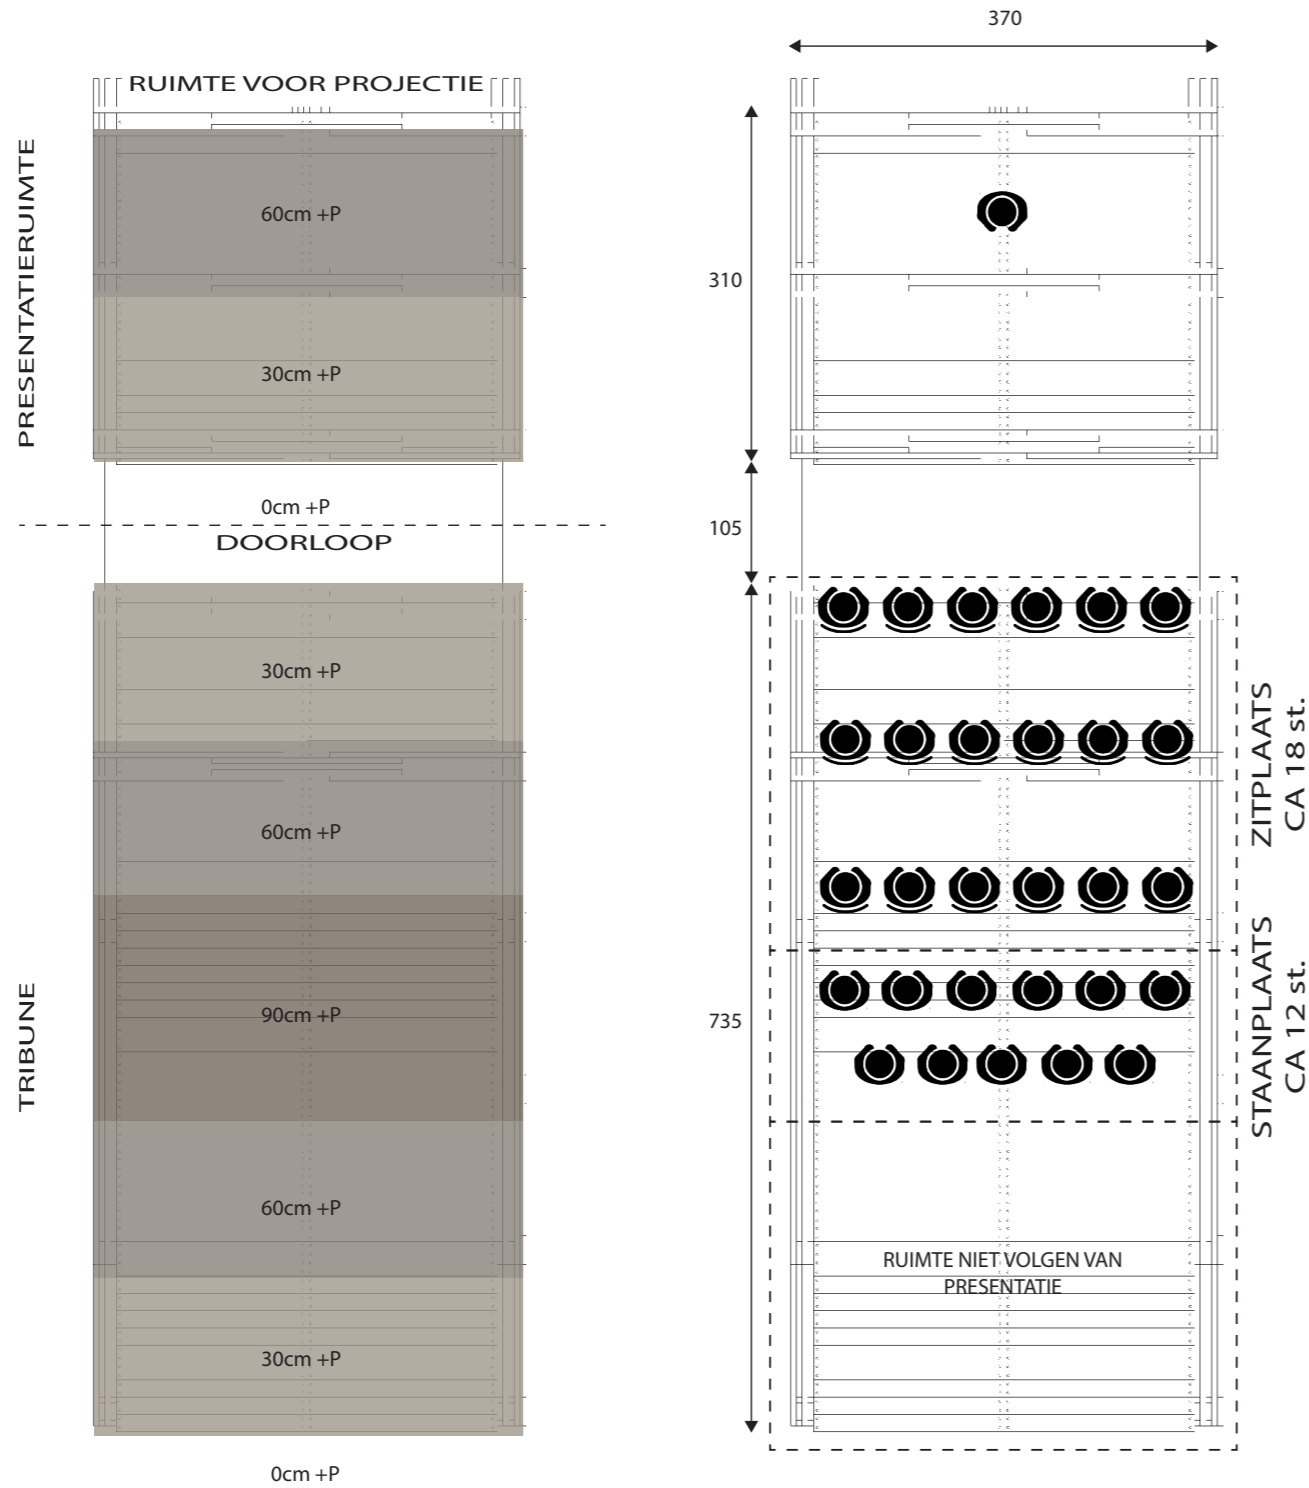 RUIMTE VOOR PROJECTIE
PRESENTATIERUIMTE
60cm +P
30cm +P
0cm +P
DOORLOOP
TRIBUNE
30cm +P
60cm +P
90cm +P
60cm +P
30cm +P
0cm +P
370
310
105
735
ZITPLAATS
CA 18 st.
STAANPLAATS
CA 12 st.
RUIMTE NIET VOLGEN VAN
PRESENTATIE